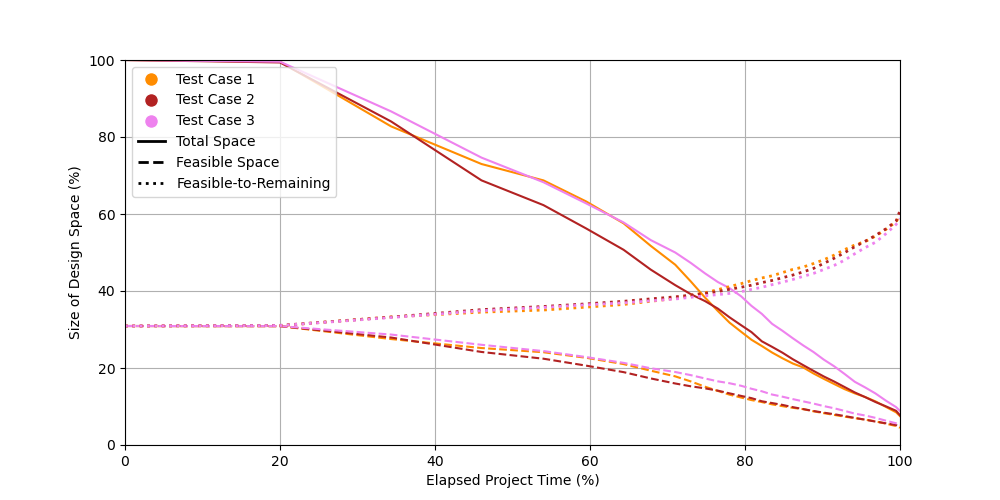 100
80
60
40
20
0
Size of Design Space (%)
Test Case 1
Test Case 2
Test Case 3
Total Space
Feasible Space
Feasible-to-Remaining
0 20 40 60 80 100
Elapsed Project Time (%)